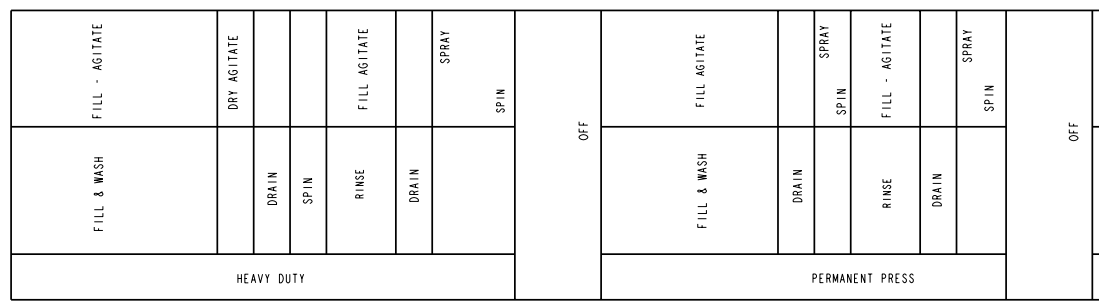 FILL - AGITATE
DRY AGITATE
FILL AGITATE
SPRAY
SPIN
FILL & WASH
DRAIN
SPIN
RINSE
DRAIN
HEAVY DUTY
OFF
FILL AGITATE
SPRAY
SPIN
FILL - AGITATE
SPRAY
SPIN
FILL & WASH
DRAIN
RINSE
DRAIN
PERMANENT PRESS
OFF